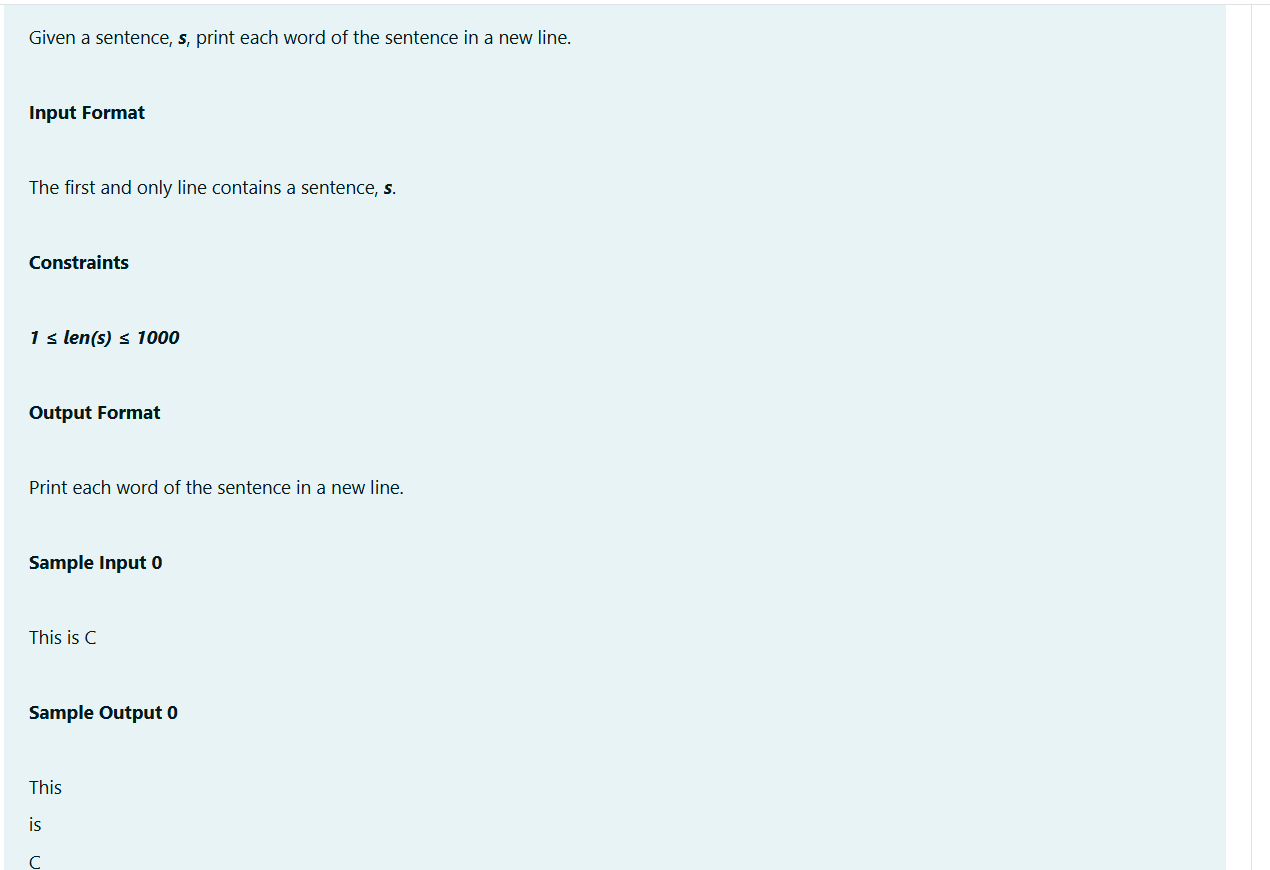 Given a sentence, s, print each word of the sentence in a new line.
Input Format
The first and only line contains a sentence, s.
Constraints
1 ≤ len(s) ≤ 1000
Output Format
Print each word of the sentence in a new line.
Sample Input 0
This is C
Sample Output 0
This
is
C